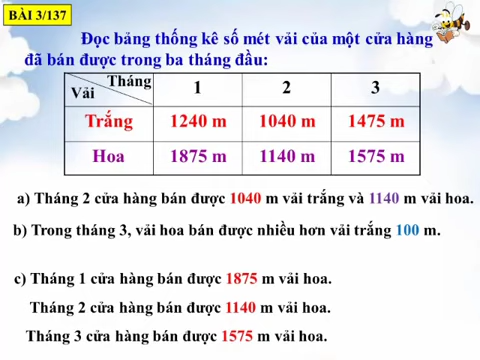 BÀI 3/137
Đọc bảng thống kê số mét vải của một cửa hàng
đã bán được trong ba tháng đầu:
Vải Tháng 1 2 3
Trắng 1240 m 1040 m 1475 m
Hoa 1875 m 1140 m 1575 m
a) Tháng 2 cửa hàng bán được 1040 m vải trắng và 1140 m vải hoa.
b) Trong tháng 3, vải hoa bán được nhiều hơn vải trắng 100 m.
c) Tháng 1 cửa hàng bán được 1875 m vải hoa.
Tháng 2 cửa hàng bán được 1140 m vải hoa.
Tháng 3 cửa hàng bán được 1575 m vải hoa.